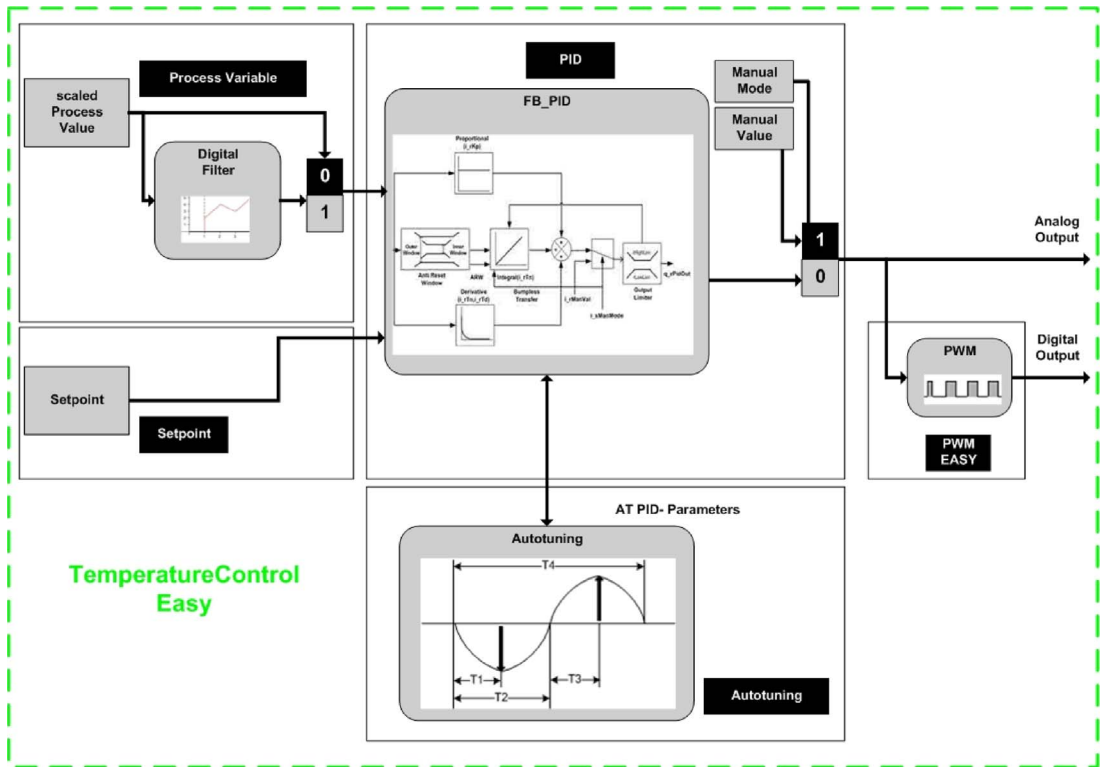 Process Variable
scaled
Process
Value
Digital
Filter
0
1
Setpoint
Setpoint
PID
FB_PID
Proportional
(i_rKp)
Outer
Window
Inner
Window
Anti Reset
Window
ARW
Integral(i_rTn)
Bumpless
Transfer
Derivative
(i_rTn,i_rTd)
i_rManVal
i_xManMode
Output
Limiter
q_rPidOut
Manual
Mode
Manual
Value
1
0
Analog
Output
Digital
Output
PWM
PWM
EASY
AT PID- Parameters
Autotuning
T4
T1
T3
T2
Autotuning
TemperatureControl
Easy